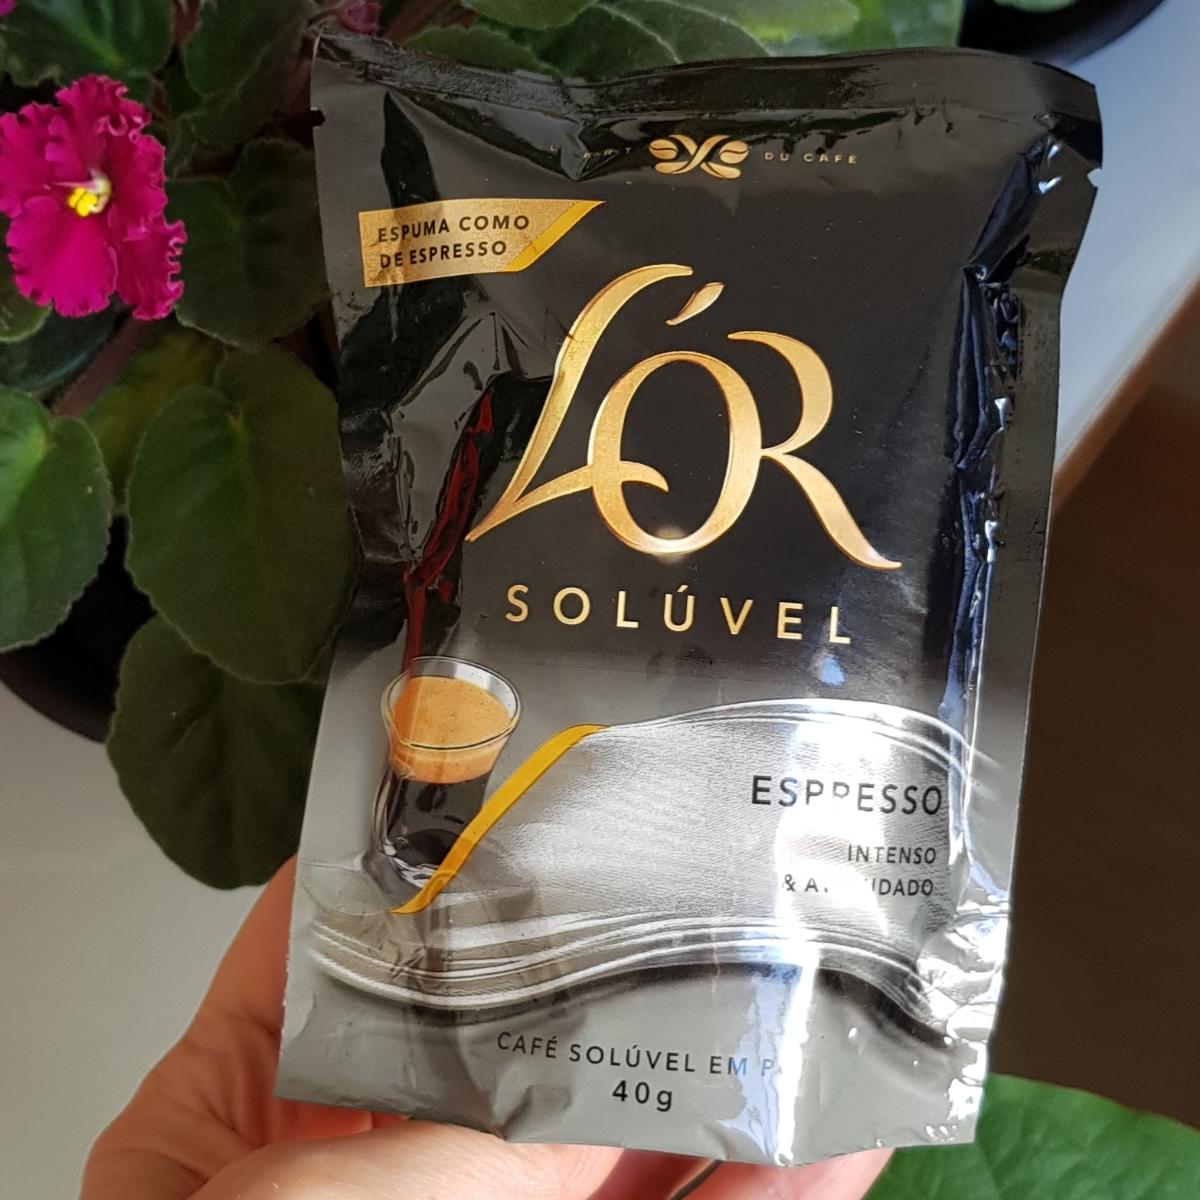 DU CAFÉ
ESPUMA COMO
DE ESPRESSO
L'OR
SOLÚVEL
ESPRESSO
INTENSO
&
CAFÉ SOLÚVEL EM
40g